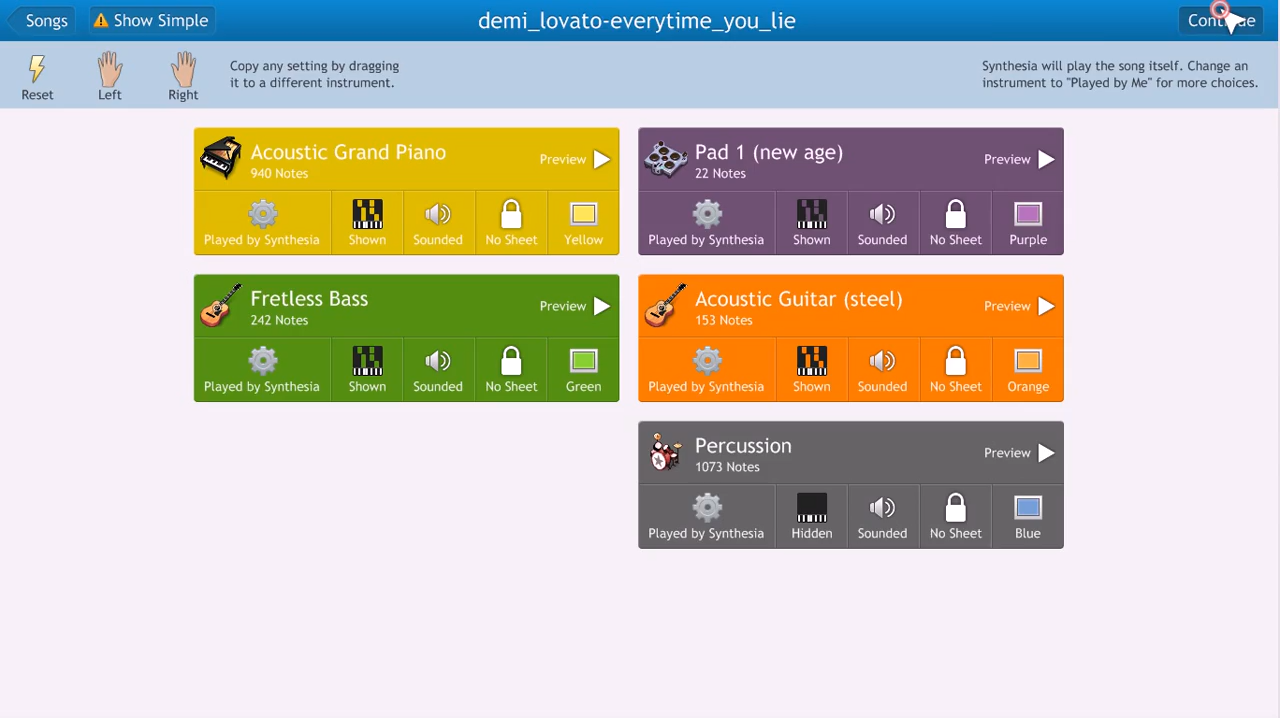 Songs
Show Simple
demi_lovato-everytime_you_lie
Continue
Reset
Left
Right
Copy any setting by dragging
it to a different instrument.
Synthesia will play the song itself. Change an
instrument to "Played by Me" for more choices.
Acoustic Grand Piano
940 Notes
Preview
Played by Synthesia
Shown
Sounded
No Sheet
Yellow
Pad 1 (new age)
22 Notes
Preview
Played by Synthesia
Shown
Sounded
No Sheet
Purple
Fretless Bass
242 Notes
Preview
Played by Synthesia
Shown
Sounded
No Sheet
Green
Acoustic Guitar (steel)
153 Notes
Preview
Played by Synthesia
Shown
Sounded
No Sheet
Orange
Percussion
1073 Notes
Preview
Played by Synthesia
Hidden
Sounded
No Sheet
Blue